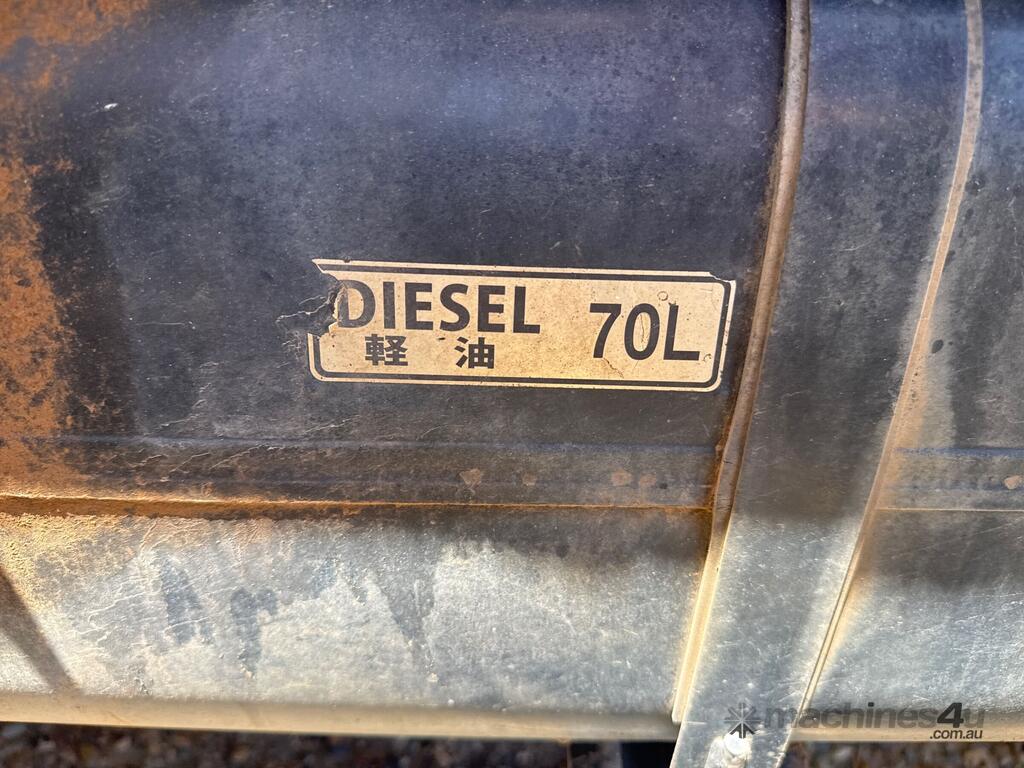 DIESEL 70L
軽 油
machines4u
.com.au